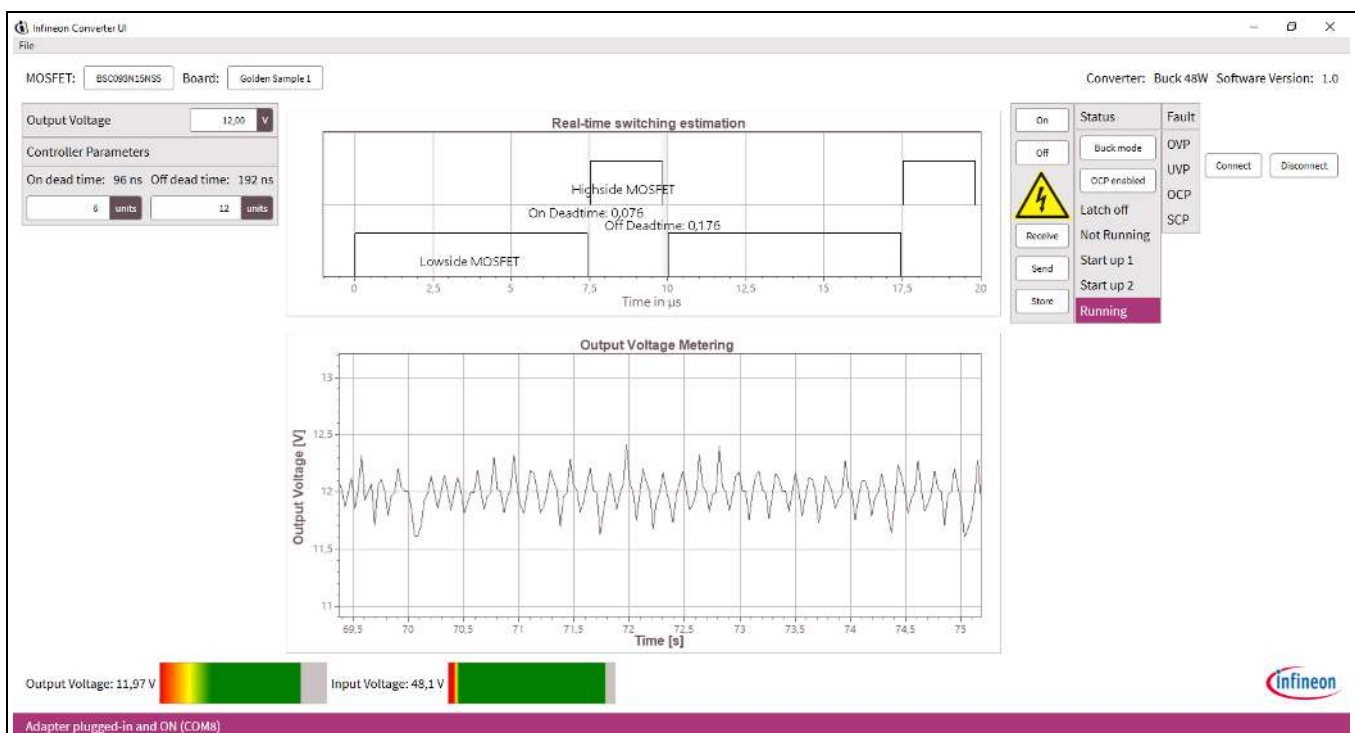 Infineon Converter UI
File
MOSFET: BSC093N15NS5 Board: Golden Sample 1
Converter: Buck 48W Software Version: 1.0
Output Voltage 12,00 V
Controller Parameters
On dead time: 96 ns Off dead time: 192 ns
6 units 12 units
Real-time switching estimation
Highside MOSFET
On Deadtime: 0,076
Off Deadtime: 0,176
Lowside MOSFET
0 2,5 5 7,5 10 12,5 15 17,5 20
Time in µs
On
Off
Receive
Send
Store
Status
Buck mode
OCP enabled
Latch off
Not Running
Start up 1
Start up 2
Running
Fault
OVP
UVP
OCP
SCP
Connect Disconnect
Output Voltage Metering
Output Voltage [V]
13
12,5
12
11,5
11
69,5 70 70,5 71 71,5 72 72,5 73 73,5 74 74,5 75
Time [s]
Output Voltage: 11,97 V Input Voltage: 48,1 V
infineon
Adapter plugged-in and ON (COM8)